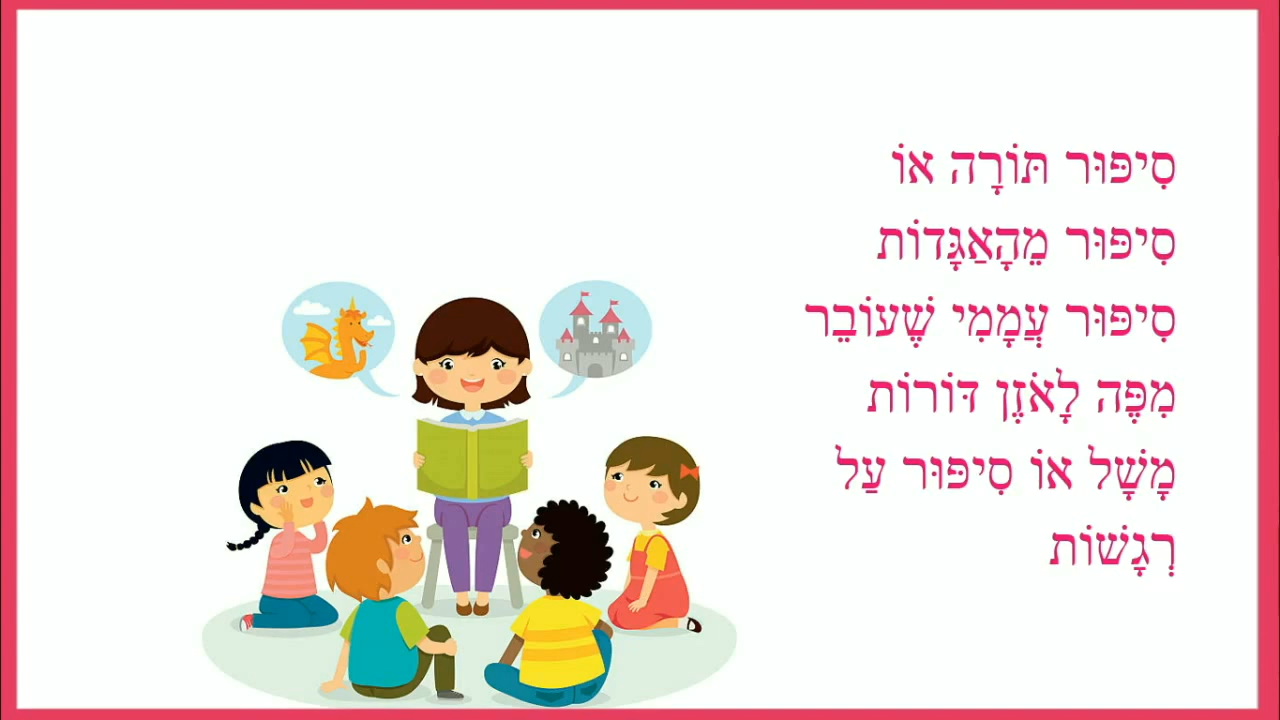 סִיפּוּר תּוֹרָה אוֹ
סִיפּוּר מֵהָאַגָּדוֹת
סִיפּוּר עֲמָמִי שֶׁעוֹבֵר
מִפֶּה לָאֹזֶן דּוֹרוֹת
מָשָׁל אוֹ סִיפּוּר עַל
רְגָשׁוֹת